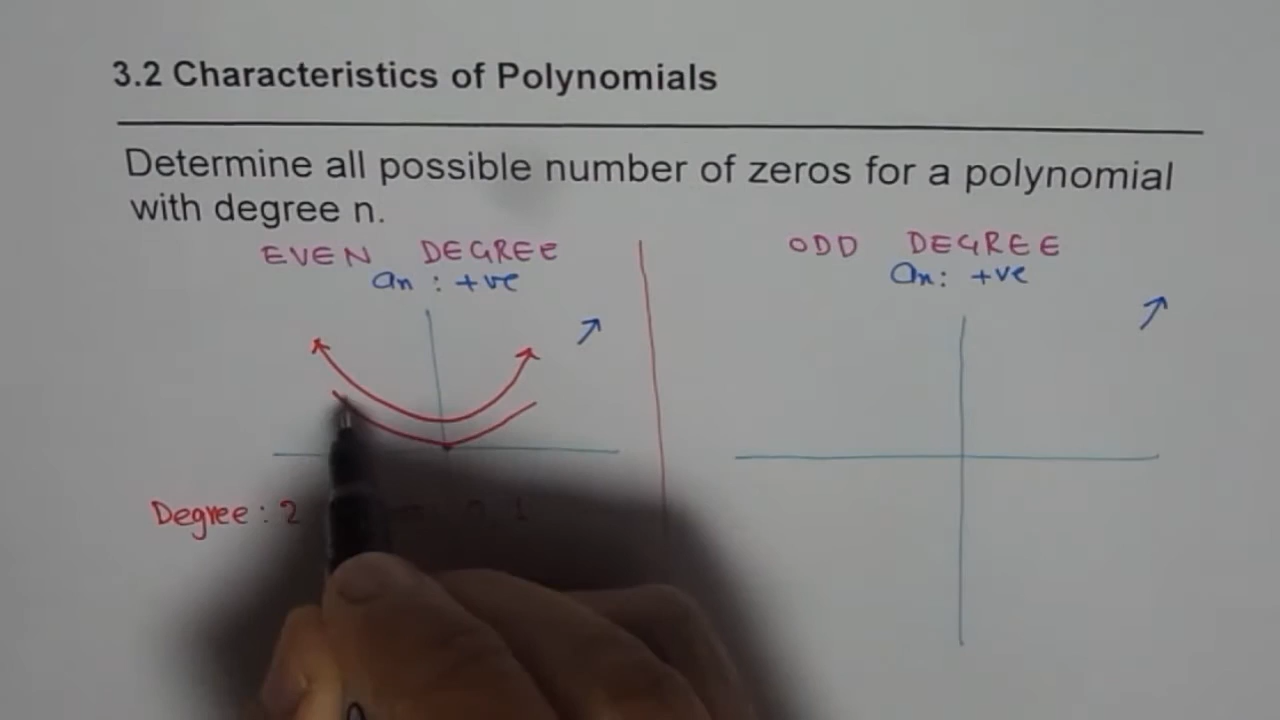 3.2 Characteristics of Polynomials
Determine all possible number of zeros for a polynomial
with degree n.
EVEN DEGREE
an : +ve
ODD DEGREE
an: +ve
Degree: 2